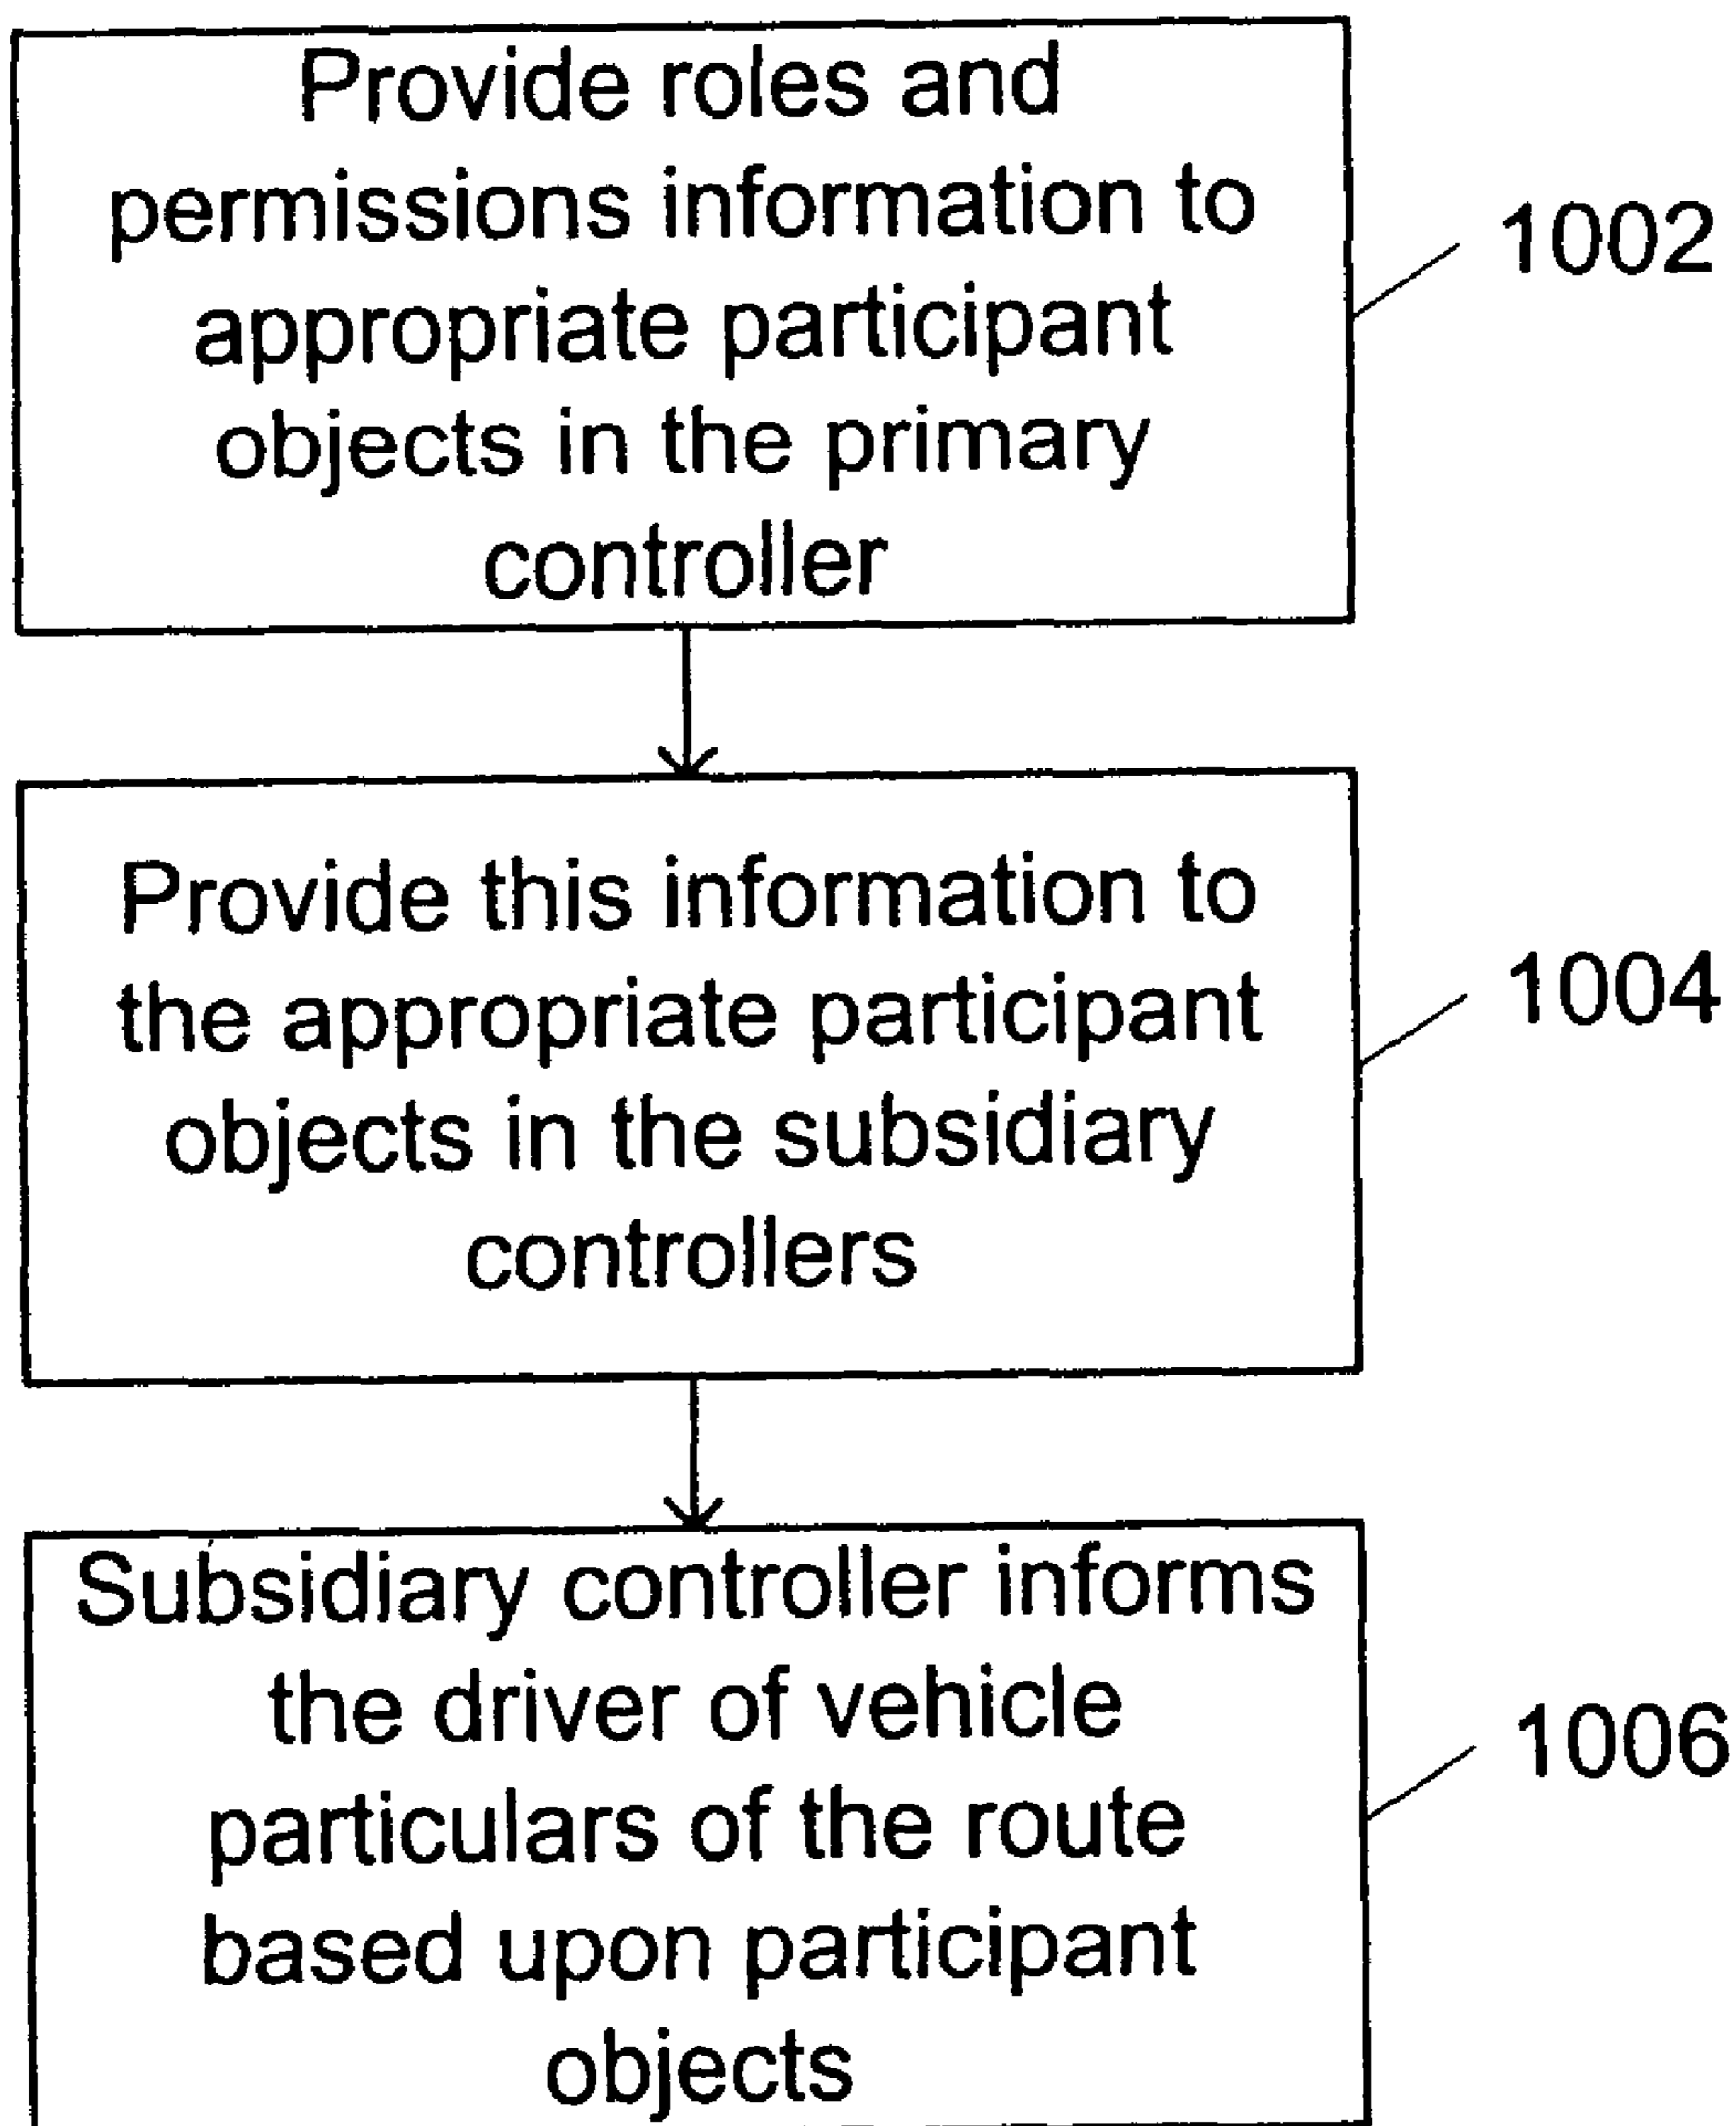 Provide roles and
permissions information to
appropriate participant
objects in the primary
controller
1002
Provide this information to
the appropriate participant
objects in the subsidiary
controllers
1004
Subsidiary controller informs
the driver of vehicle
particulars of the route
based upon participant
objects
1006